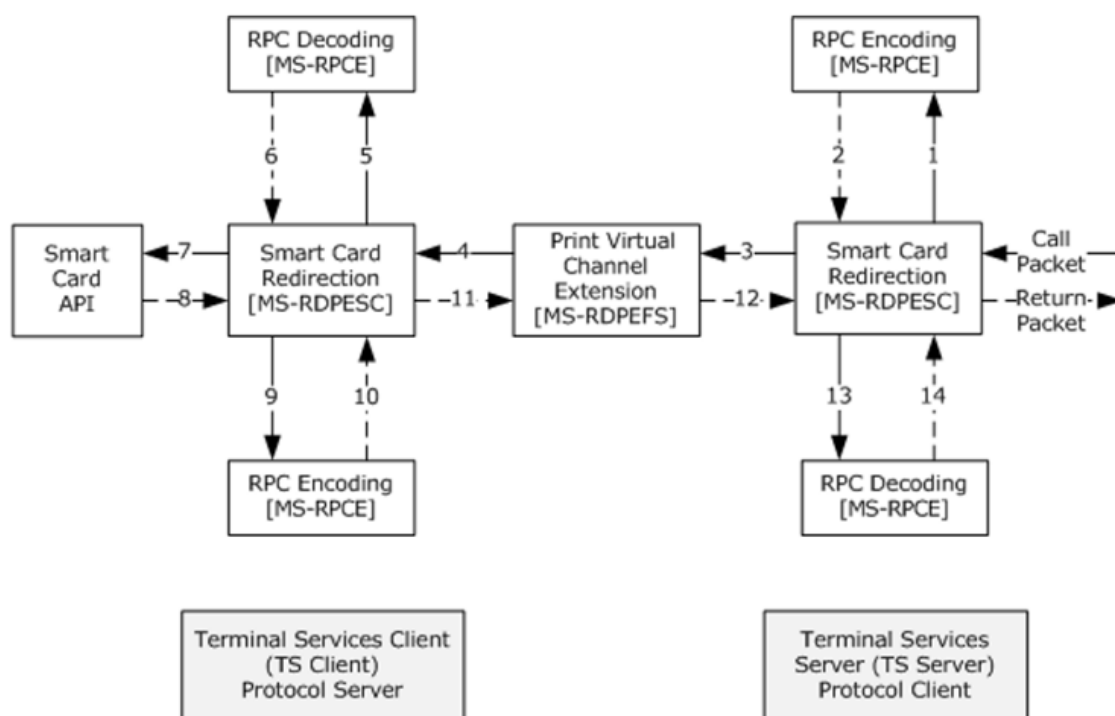 RPC Decoding
[MS-RPCE]
RPC Encoding
[MS-RPCE]
6
5
2
1
Smart
Card
API
7
8
Smart Card
Redirection
[MS-RDPESC]
4
11
Print Virtual
Channel
Extension
[MS-RDPEFS]
3
12
Smart Card
Redirection
[MS-RDPESC]
Call
Packet
Return
Packet
9
10
13
14
RPC Encoding
[MS-RPCE]
RPC Decoding
[MS-RPCE]
Terminal Services Client
(TS Client)
Protocol Server
Terminal Services
Server (TS Server)
Protocol Client